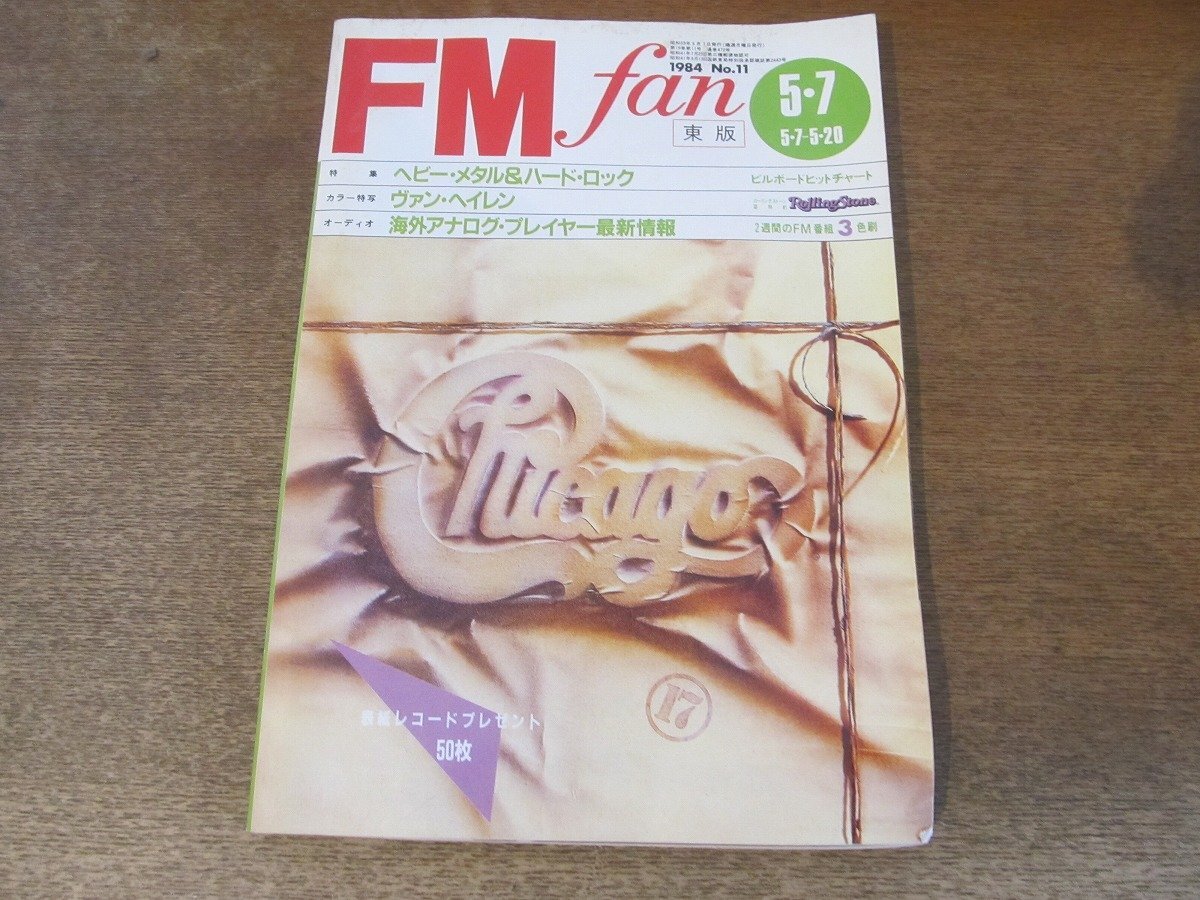 FM fan
東版
1984 No.11
5・7
5・7-5・20
特集 ヘビー・メタル&ハード・ロック
ビルボードヒットチャート
カラー特写 ヴァン・ヘイレン
RollingStone
オーディオ 海外アナログ・プレイヤー最新情報
2週間のFM番組3色刷
Chicago
17
表紙レコードプレゼント
50枚